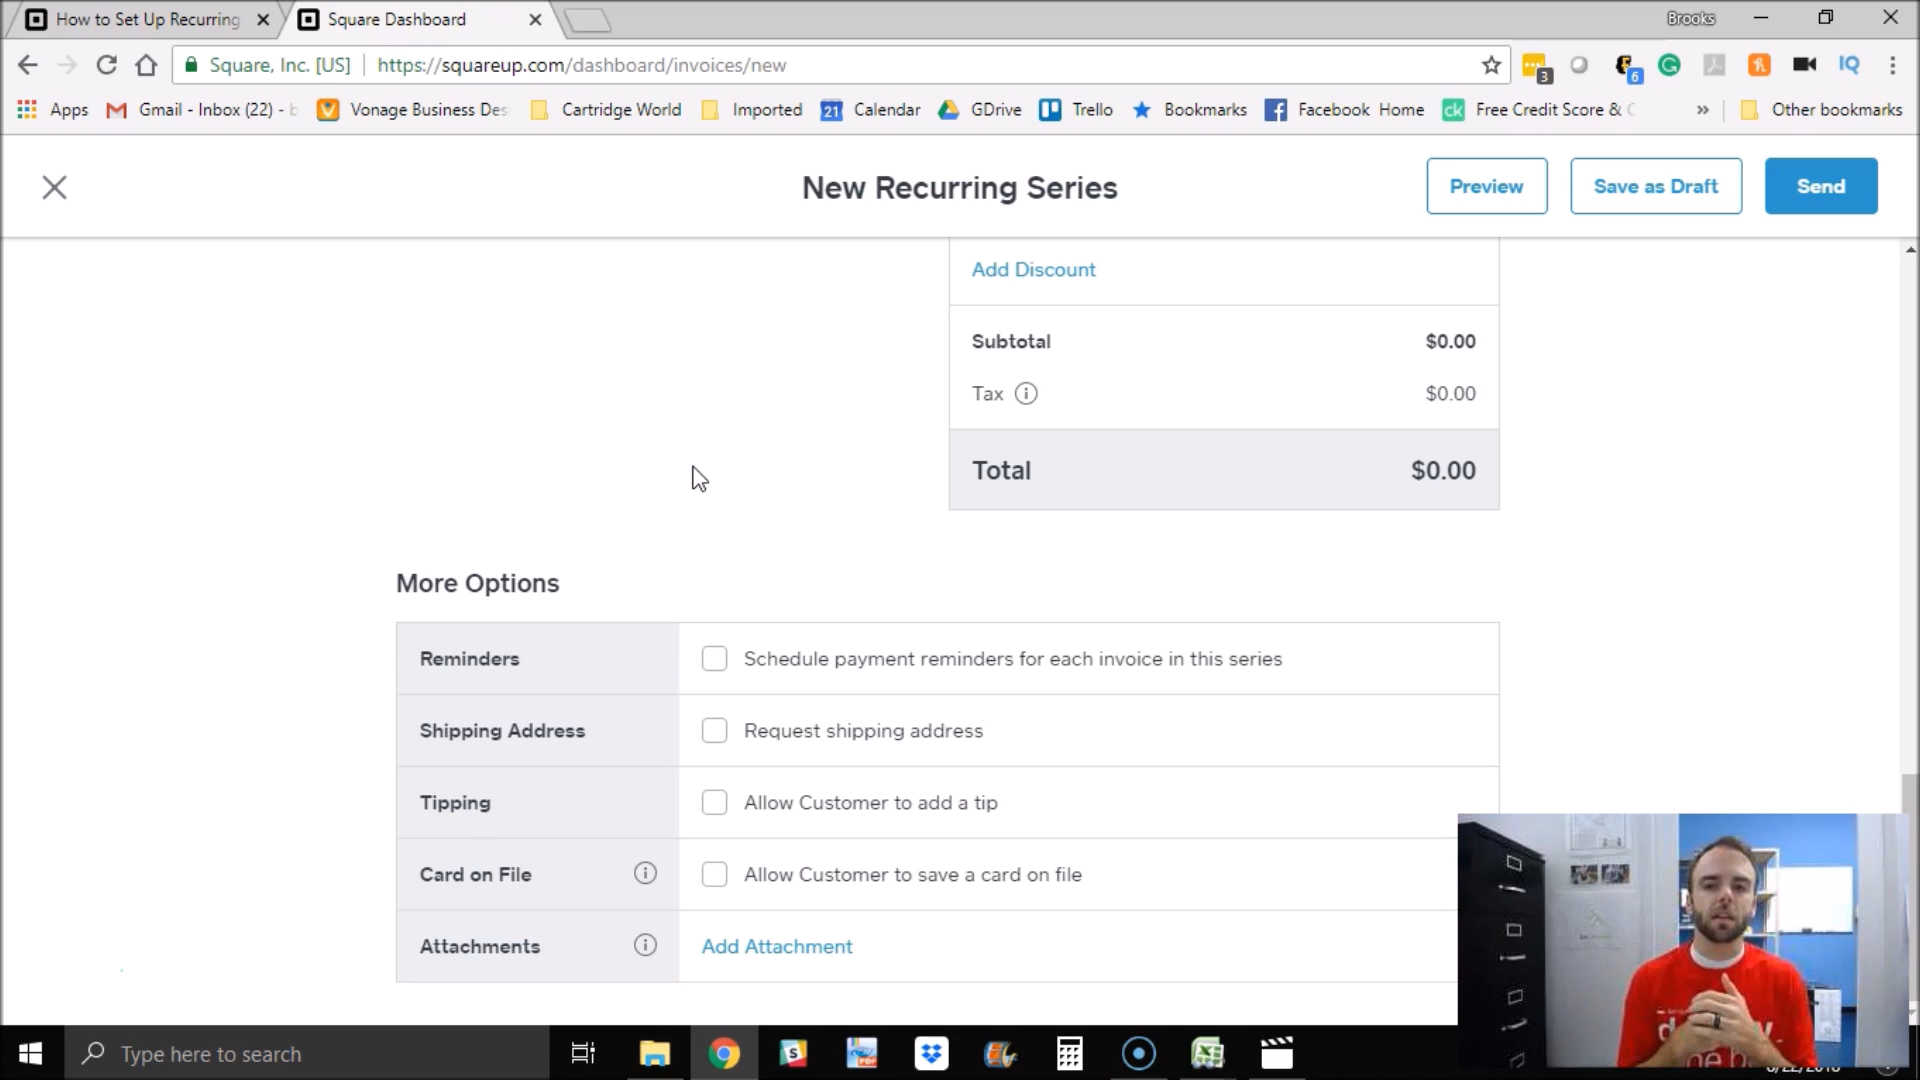 How to Set Up Recurring
Square Dashboard
Brooks
Square, Inc. [US]
https://squareup.com/dashboard/invoices/new
3
6
IQ
Apps
Gmail - Inbox (22) - b
Vonage Business Des
Cartridge World
Imported
21
Calendar
GDrive
Trello
Bookmarks
Facebook Home
ck
Free Credit Score &
»
Other bookmarks
New Recurring Series
Preview
Save as Draft
Send
Add Discount
Subtotal
$0.00
Tax
$0.00
Total
$0.00
More Options
Reminders
Schedule payment reminders for each invoice in this series
Shipping Address
Request shipping address
Tipping
Allow Customer to add a tip
Card on File
Allow Customer to save a card on file
Attachments
Add Attachment
Type here to search